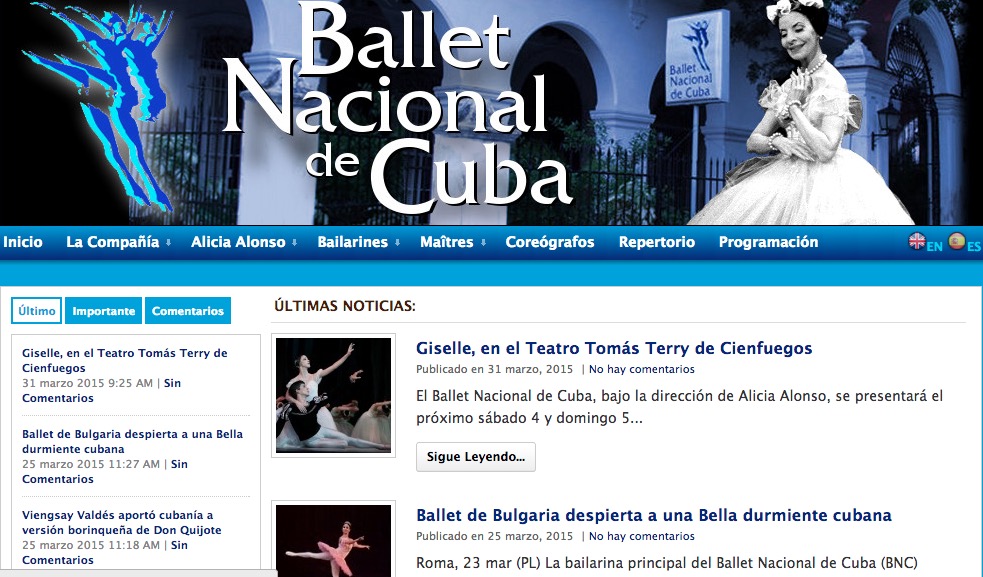 Ballet
Nacional
de
Cuba
Ballet
Nacional
de Cuba
Inicio La Compañía Alicia Alonso Bailarines Maîtres Coreógrafos Repertorio Programación EN ES
Último Importante Comentarios
Giselle, en el Teatro Tomás Terry de
Cienfuegos
31 marzo 2015 9:25 AM | Sin
Comentarios
Ballet de Bulgaria despierta a una Bella
durmiente cubana
25 marzo 2015 11:27 AM | Sin
Comentarios
Viengsay Valdés aportó cubanía a
versión borinqueña de Don Quijote
25 marzo 2015 11:18 AM | Sin
Comentarios
ÚLTIMAS NOTICIAS:
Giselle, en el Teatro Tomás Terry de Cienfuegos
Publicado en 31 marzo, 2015 | No hay comentarios
El Ballet Nacional de Cuba, bajo la dirección de Alicia Alonso, se presentará el
próximo sábado 4 y domingo 5...
Sigue Leyendo...
Ballet de Bulgaria despierta a una Bella durmiente cubana
Publicado en 25 marzo, 2015 | No hay comentarios
Roma, 23 mar (PL) La bailarina principal del Ballet Nacional de Cuba (BNC)